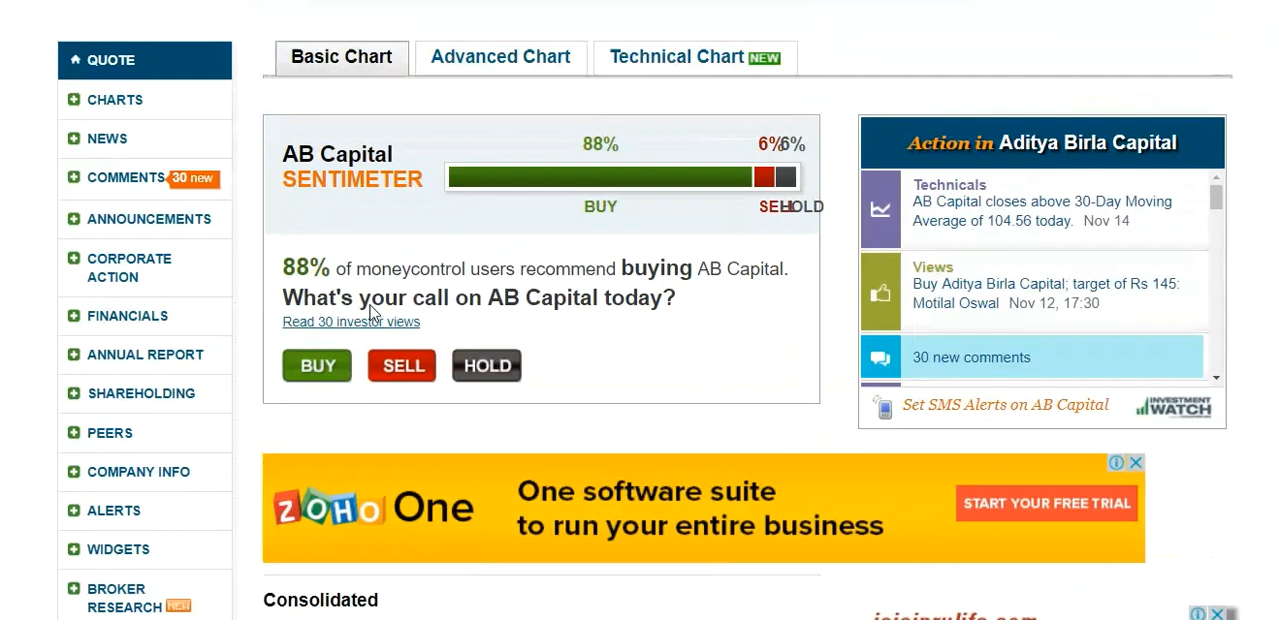 QUOTE
CHARTS
NEWS
COMMENTS 30 new
ANNOUNCEMENTS
CORPORATE
ACTION
FINANCIALS
ANNUAL REPORT
SHAREHOLDING
PEERS
COMPANY INFO
ALERTS
WIDGETS
BROKER
RESEARCH NEW
Basic Chart
Advanced Chart
Technical Chart NEW
AB Capital
SENTIMETER
88% 6% 6%
BUY SELL HOLD
88% of moneycontrol users recommend buying AB Capital.
What's your call on AB Capital today?
Read 30 investor views
BUY SELL HOLD
Action in Aditya Birla Capital
Technicals
AB Capital closes above 30-Day Moving
Average of 104.56 today. Nov 14
Views
Buy Aditya Birla Capital; target of Rs 145:
Motilal Oswal Nov 12, 17:30
30 new comments
Set SMS Alerts on AB Capital
INVESTMENT
WATCH
ZOHO One
One software suite
to run your entire business
START YOUR FREE TRIAL
Consolidated